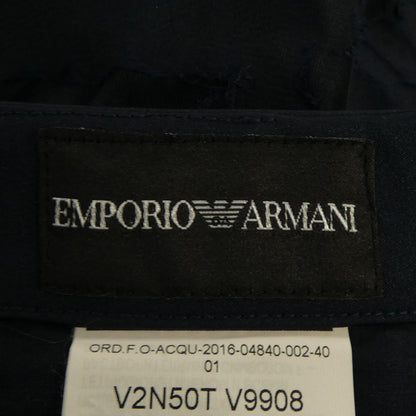 EMPORIO ARMANI
ORD.F.O-ACQU-2016-04840-002-40
01
V2N50T V9908